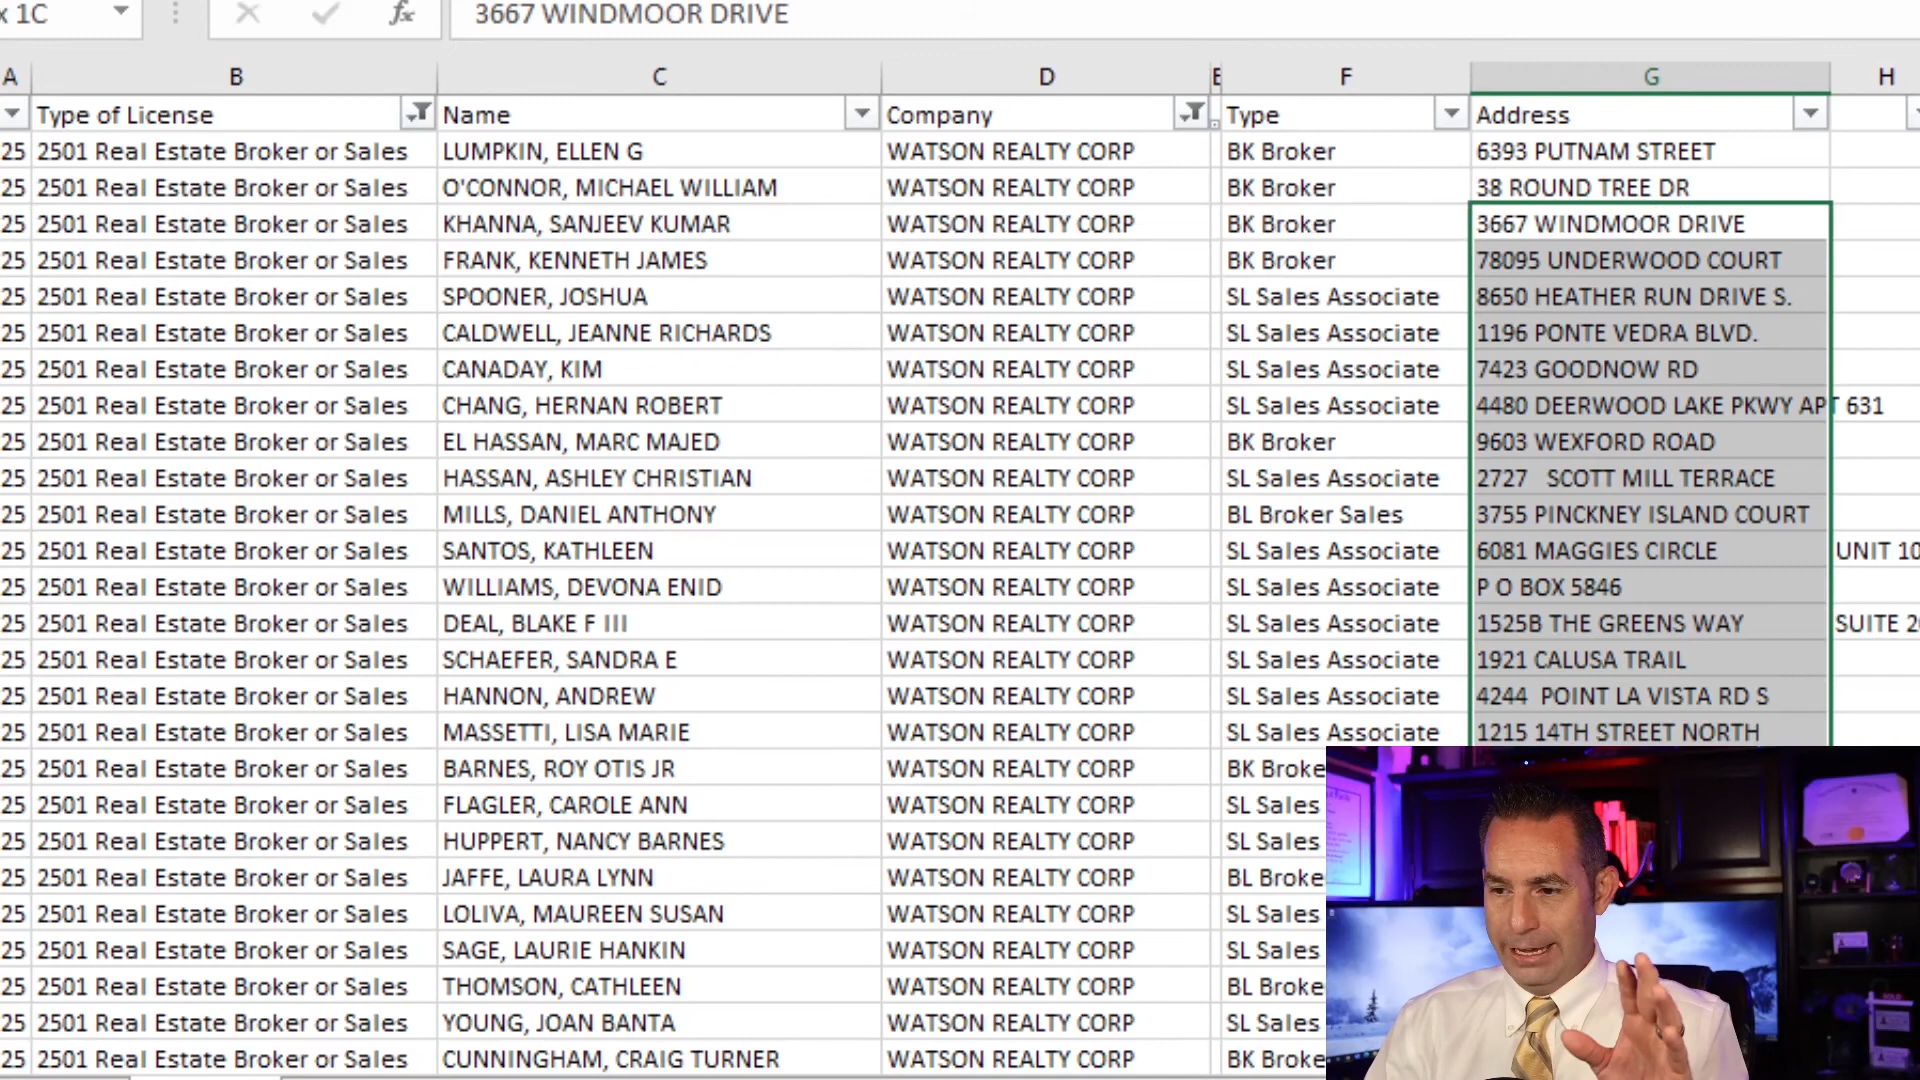 x 1C fx 3667 WINDMOOR DRIVE
A B C D E F G H
Type of License Name Company Type Address
25 2501 Real Estate Broker or Sales LUMPKIN, ELLEN G WATSON REALTY CORP BK Broker 6393 PUTNAM STREET
25 2501 Real Estate Broker or Sales O'CONNOR, MICHAEL WILLIAM WATSON REALTY CORP BK Broker 38 ROUND TREE DR
25 2501 Real Estate Broker or Sales KHANNA, SANJEEV KUMAR WATSON REALTY CORP BK Broker 3667 WINDMOOR DRIVE
25 2501 Real Estate Broker or Sales FRANK, KENNETH JAMES WATSON REALTY CORP BK Broker 78095 UNDERWOOD COURT
25 2501 Real Estate Broker or Sales SPOONER, JOSHUA WATSON REALTY CORP SL Sales Associate 8650 HEATHER RUN DRIVE S.
25 2501 Real Estate Broker or Sales CALDWELL, JEANNE RICHARDS WATSON REALTY CORP SL Sales Associate 1196 PONTE VEDRA BLVD.
25 2501 Real Estate Broker or Sales CANADAY, KIM WATSON REALTY CORP SL Sales Associate 7423 GOODNOW RD
25 2501 Real Estate Broker or Sales CHANG, HERNAN ROBERT WATSON REALTY CORP SL Sales Associate 4480 DEERWOOD LAKE PKWY APT 631
25 2501 Real Estate Broker or Sales EL HASSAN, MARC MAJED WATSON REALTY CORP BK Broker 9603 WEXFORD ROAD
25 2501 Real Estate Broker or Sales HASSAN, ASHLEY CHRISTIAN WATSON REALTY CORP SL Sales Associate 2727 SCOTT MILL TERRACE
25 2501 Real Estate Broker or Sales MILLS, DANIEL ANTHONY WATSON REALTY CORP BL Broker Sales 3755 PINCKNEY ISLAND COURT
25 2501 Real Estate Broker or Sales SANTOS, KATHLEEN WATSON REALTY CORP SL Sales Associate 6081 MAGGIES CIRCLE UNIT 10
25 2501 Real Estate Broker or Sales WILLIAMS, DEVONA ENID WATSON REALTY CORP SL Sales Associate P O BOX 5846
25 2501 Real Estate Broker or Sales DEAL, BLAKE F III WATSON REALTY CORP SL Sales Associate 1525B THE GREENS WAY SUITE 2
25 2501 Real Estate Broker or Sales SCHAEFER, SANDRA E WATSON REALTY CORP SL Sales Associate 1921 CALUSA TRAIL
25 2501 Real Estate Broker or Sales HANNON, ANDREW WATSON REALTY CORP SL Sales Associate 4244 POINT LA VISTA RD S
25 2501 Real Estate Broker or Sales MASSETTI, LISA MARIE WATSON REALTY CORP SL Sales Associate 1215 14TH STREET NORTH
25 2501 Real Estate Broker or Sales BARNES, ROY OTIS JR WATSON REALTY CORP BK Broke
25 2501 Real Estate Broker or Sales FLAGLER, CAROLE ANN WATSON REALTY CORP SL Sales
25 2501 Real Estate Broker or Sales HUPPERT, NANCY BARNES WATSON REALTY CORP SL Sales
25 2501 Real Estate Broker or Sales JAFFE, LAURA LYNN WATSON REALTY CORP BL Broke
25 2501 Real Estate Broker or Sales LOLIVA, MAUREEN SUSAN WATSON REALTY CORP SL Sales
25 2501 Real Estate Broker or Sales SAGE, LAURIE HANKIN WATSON REALTY CORP SL Sales
25 2501 Real Estate Broker or Sales THOMSON, CATHLEEN WATSON REALTY CORP BL Broke
25 2501 Real Estate Broker or Sales YOUNG, JOAN BANTA WATSON REALTY CORP SL Sales
25 2501 Real Estate Broker or Sales CUNNINGHAM, CRAIG TURNER WATSON REALTY CORP BK Broke